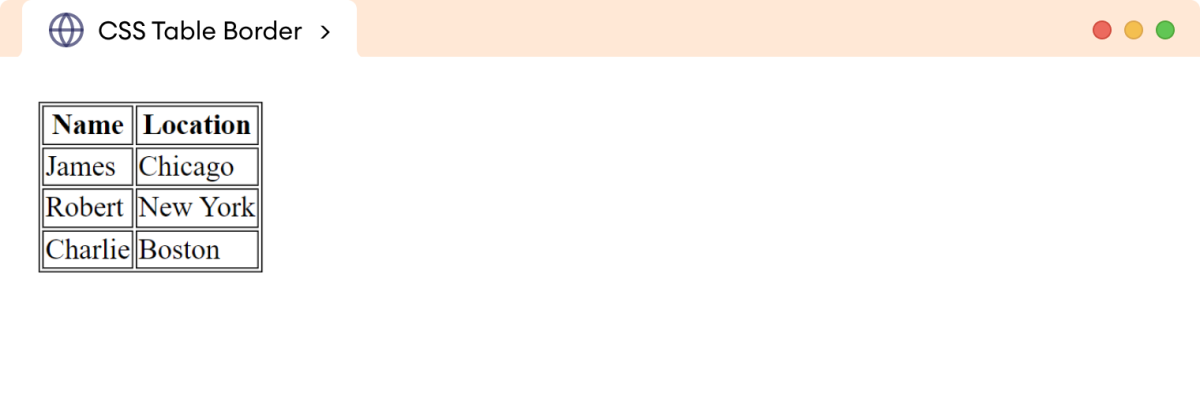 CSS Table Border >
Name Location
James Chicago
Robert New York
Charlie Boston